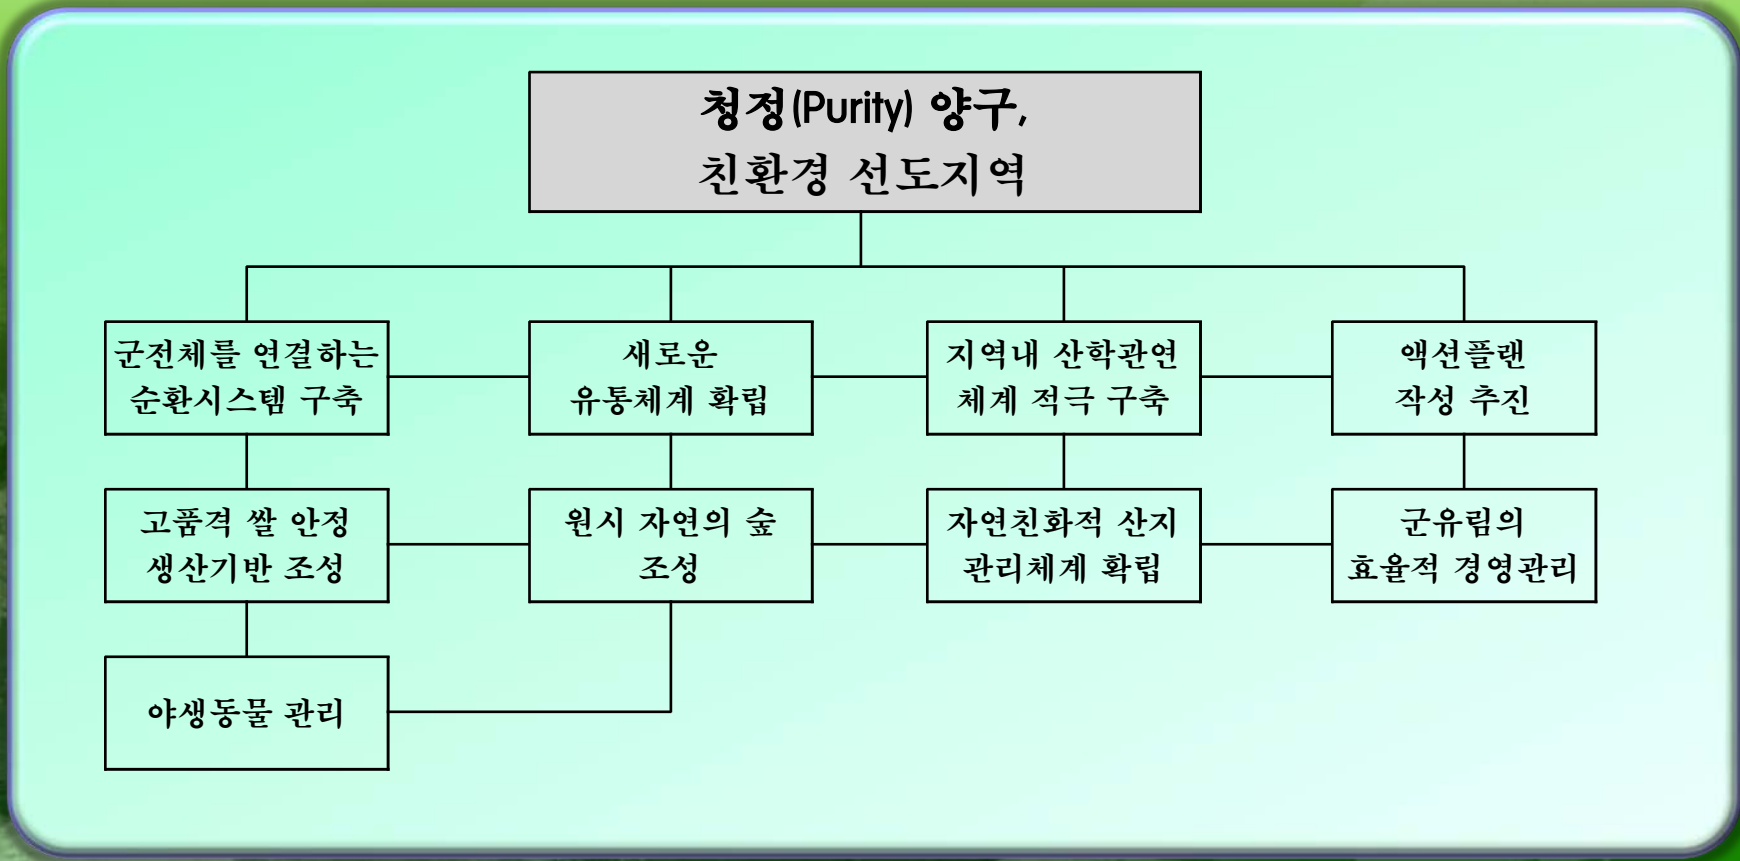 청정(Purity) 양구,
친환경 선도지역
군전체를 연결하는
순환시스템 구축
새로운
유통체계 확립
지역내 산학관연
체계 적극 구축
액션플랜
작성 추진
고품격 쌀 안정
생산기반 조성
원시 자연의 숲
조성
자연친화적 산지
관리체계 확립
군유림의
효율적 경영관리
야생동물 관리